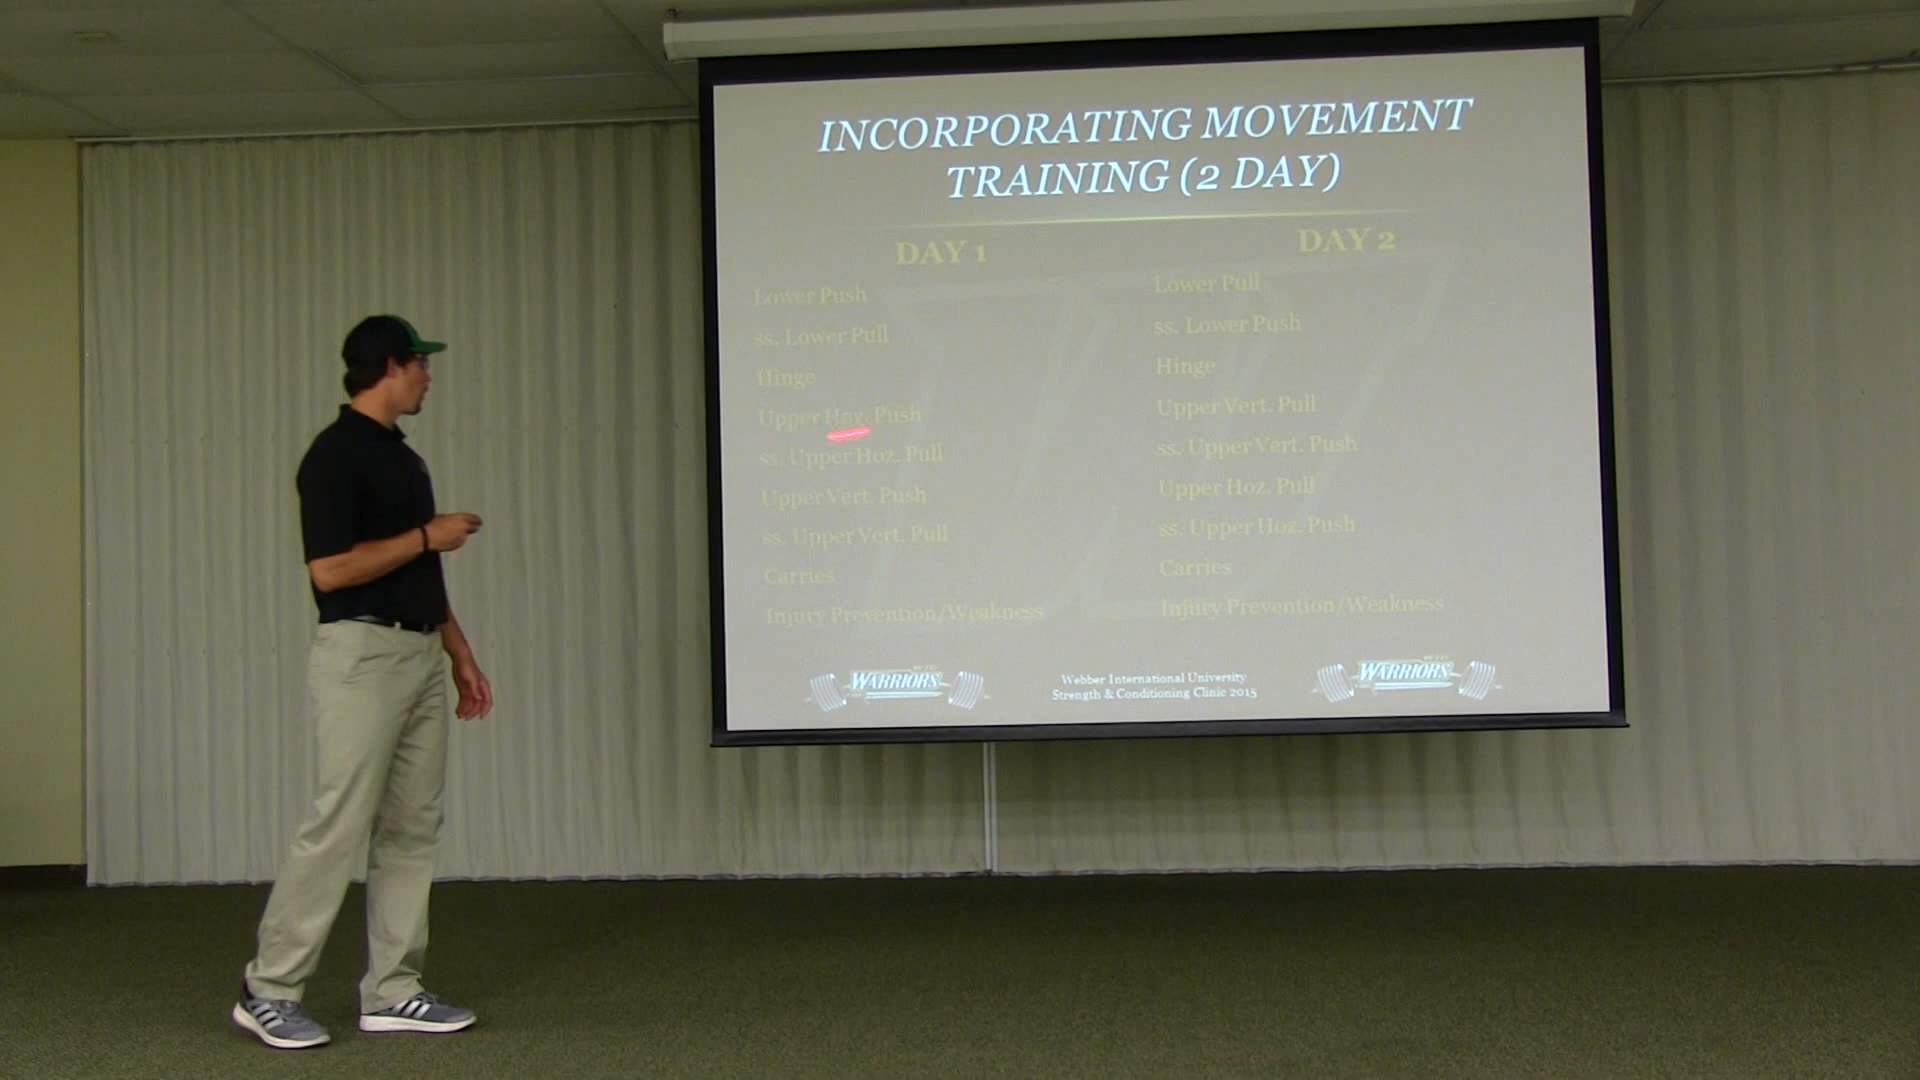 INCORPORATING MOVEMENT
TRAINING (2 DAY)
DAY 1
Lower Push
ss. Lower Pull
Hinge
Upper Hoz. Push
ss. Upper Hoz. Pull
Upper Vert. Push
ss. Upper Vert. Pull
Carries
Injury Prevention/Weakness
DAY 2
Lower Pull
ss. Lower Push
Hinge
Upper Vert. Pull
ss. Upper Vert. Push
Upper Hoz. Pull
ss. Upper Hoz. Push
Carries
Injury Prevention/Weakness
WARRIORS
Webber International University
Strength & Conditioning Clinic 2015
WARRIORS